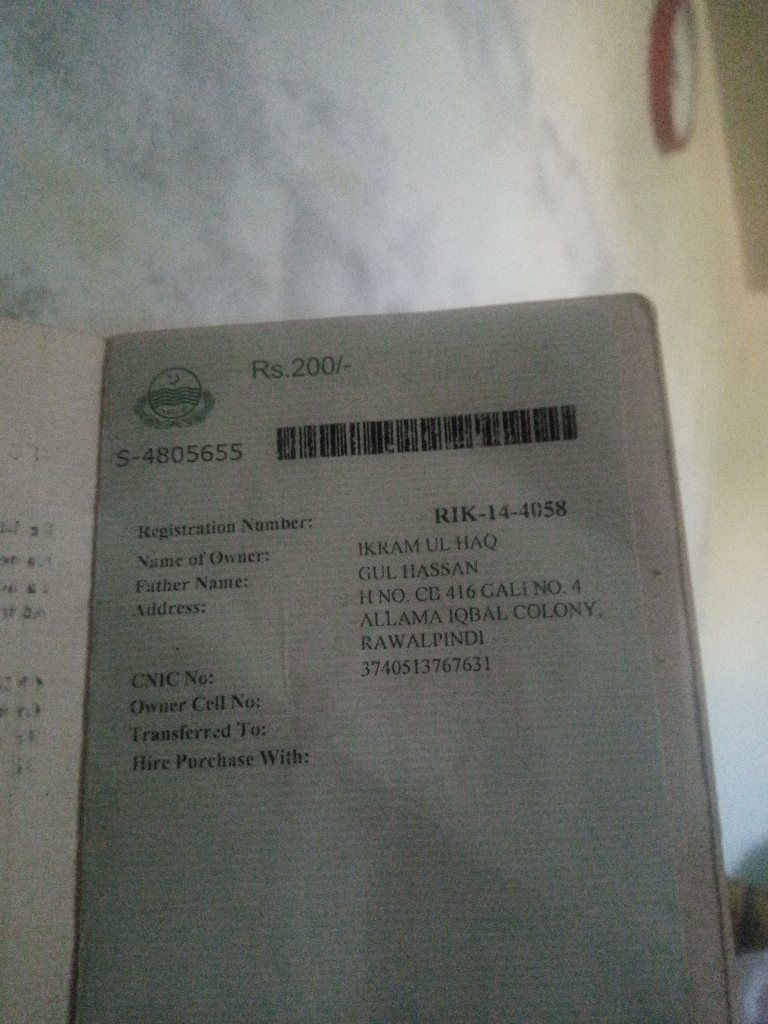 Rs.200/-
S-4805655
Registration Number: RIK-14-4058
Name of Owner: IKRAM UL HAQ
Father Name: GUL HASSAN
Address: H NO. CB 416 GALI NO. 4
ALLAMA IQBAL COLONY,
RAWALPINDI
CNIC No: 3740513767631
Owner Cell No:
Transferred To:
Hire Purchase With: